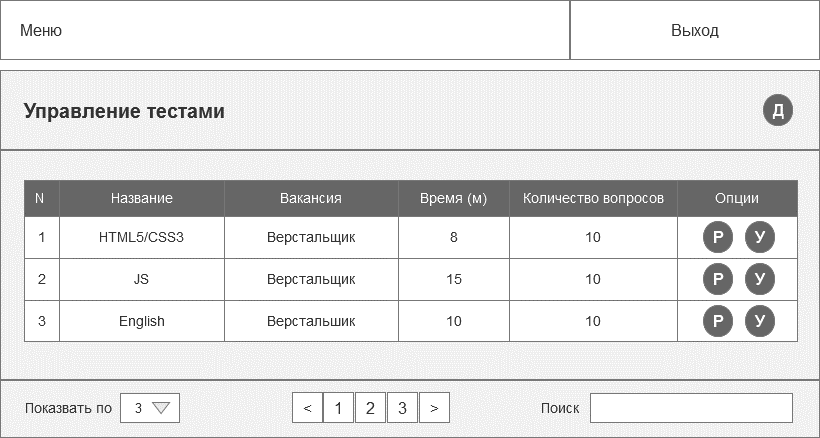 Меню Выход
Управление тестами Д
N Название Вакансия Время (м) Количество вопросов Опции
1 HTML5/CSS3 Верстальщик 8 10 Р У
2 JS Верстальщик 15 10 Р У
3 English Верстальшик 10 10 Р У
Показвать по 3 < 1 2 3 > Поиск